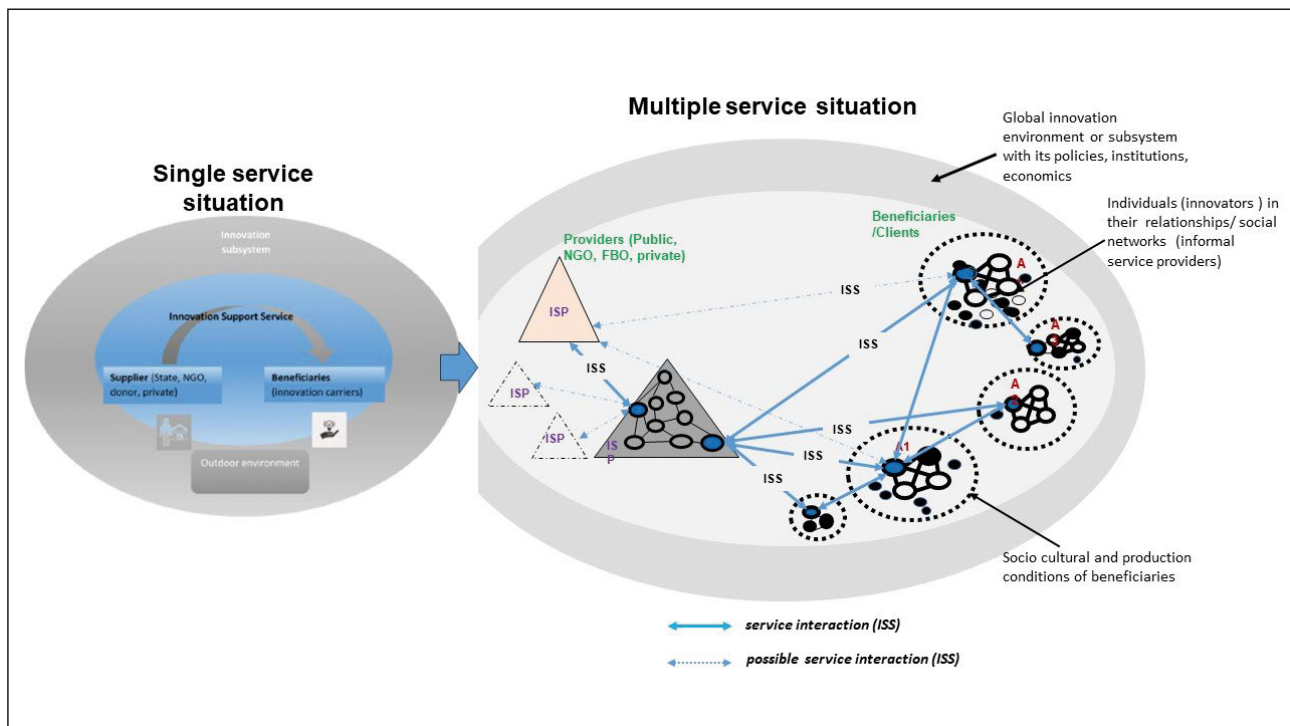 Single service
situation
Innovation
subsystem
Innovation Support Service
Supplier (State, NGO,
donor, private)
Beneficiaries
(innovation carriers)
Outdoor environment
Multiple service situation
Providers (Public,
NGO, FBO, private)
Beneficiaries
/Clients
ISP
ISP
ISP
IS
P
ISS
ISS
ISS
ISS
ISS
ISS
A
A
A
A1
Global innovation
environment or subsystem
with its policies, institutions,
economics
Individuals (innovators ) in
their relationships/ social
networks (informal
service providers)
Socio cultural and production
conditions of beneficiaries
service interaction (ISS)
possible service interaction (ISS)